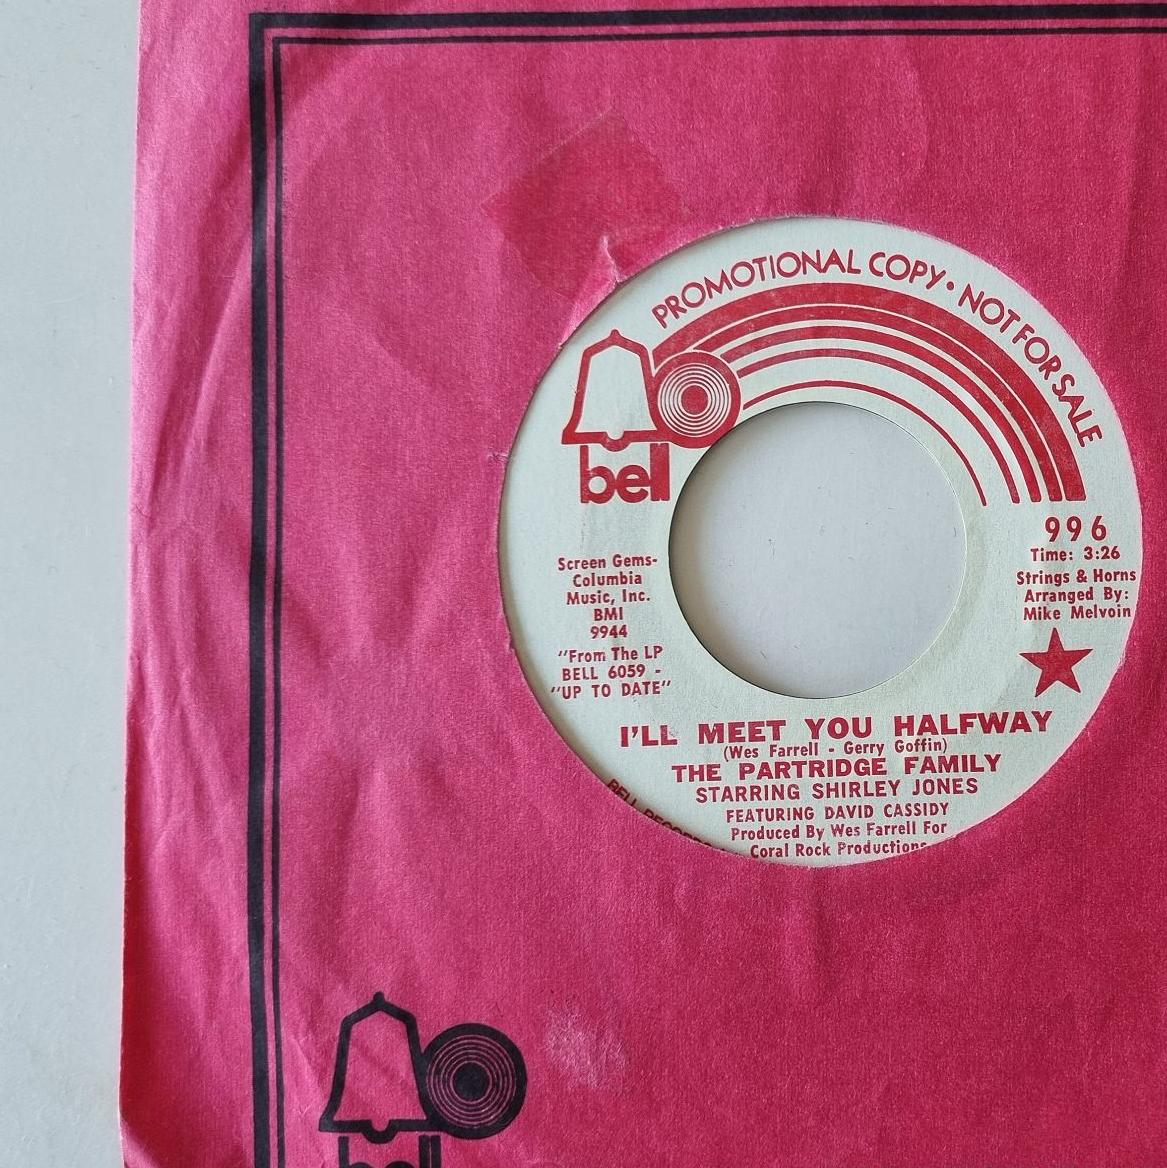 PROMOTIONAL COPY • NOT FOR SALE
bell
996
Time: 3:26
Strings & Horns
Arranged By:
Mike Melvoin
Screen Gems-
Columbia
Music, Inc.
BMI
9944
"From The LP
BELL 6059 -
"UP TO DATE"
I'LL MEET YOU HALFWAY
(Wes Farrell - Gerry Goffin)
THE PARTRIDGE FAMILY
STARRING SHIRLEY JONES
FEATURING DAVID CASSIDY
Produced By Wes Farrell For
Coral Rock Productions
BELL RECORDS
bell